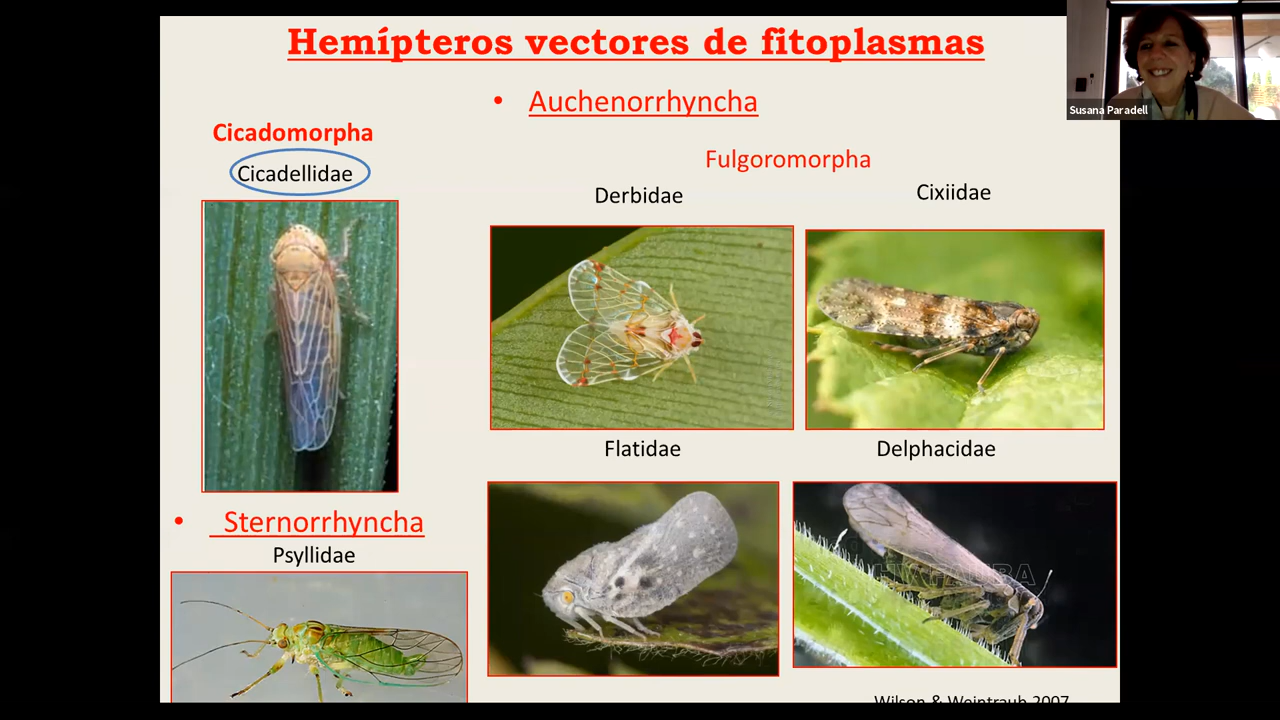 Hemípteros vectores de fitoplasmas
• Auchenorrhyncha
Susana Paradell
Cicadomorpha
Cicadellidae
Fulgoromorpha
Derbidae
Cixiidae
Flatidae
Delphacidae
• Sternorrhyncha
Psyllidae
Wilson & Weintraub 2007